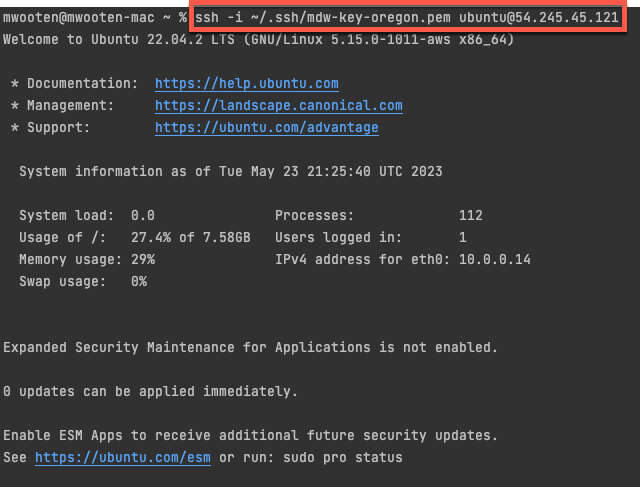 mwooten@mwooten-mac ~ % ssh -i ~/.ssh/mdw-key-oregon.pem ubuntu@54.245.45.121
Welcome to Ubuntu 22.04.2 LTS (GNU/Linux 5.15.0-1011-aws x86_64)
* Documentation: https://help.ubuntu.com
* Management: https://landscape.canonical.com
* Support: https://ubuntu.com/advantage
System information as of Tue May 23 21:25:40 UTC 2023
System load: 0.0 Processes: 112
Usage of /: 27.4% of 7.58GB Users logged in: 1
Memory usage: 29% IPv4 address for eth0: 10.0.0.14
Swap usage: 0%
Expanded Security Maintenance for Applications is not enabled.
0 updates can be applied immediately.
Enable ESM Apps to receive additional future security updates.
See https://ubuntu.com/esm or run: sudo pro status